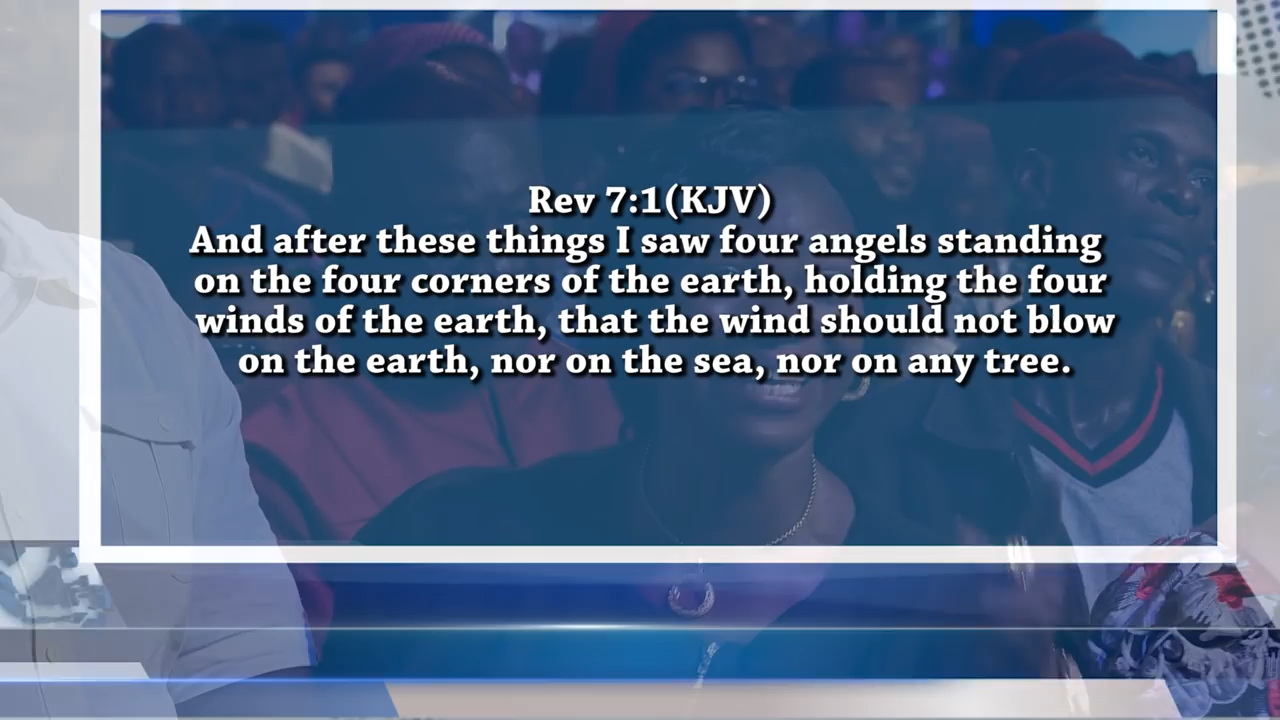 Rev 7:1(KJV)
And after these things I saw four angels standing
on the four corners of the earth, holding the four
winds of the earth, that the wind should not blow
on the earth, nor on the sea, nor on any tree.